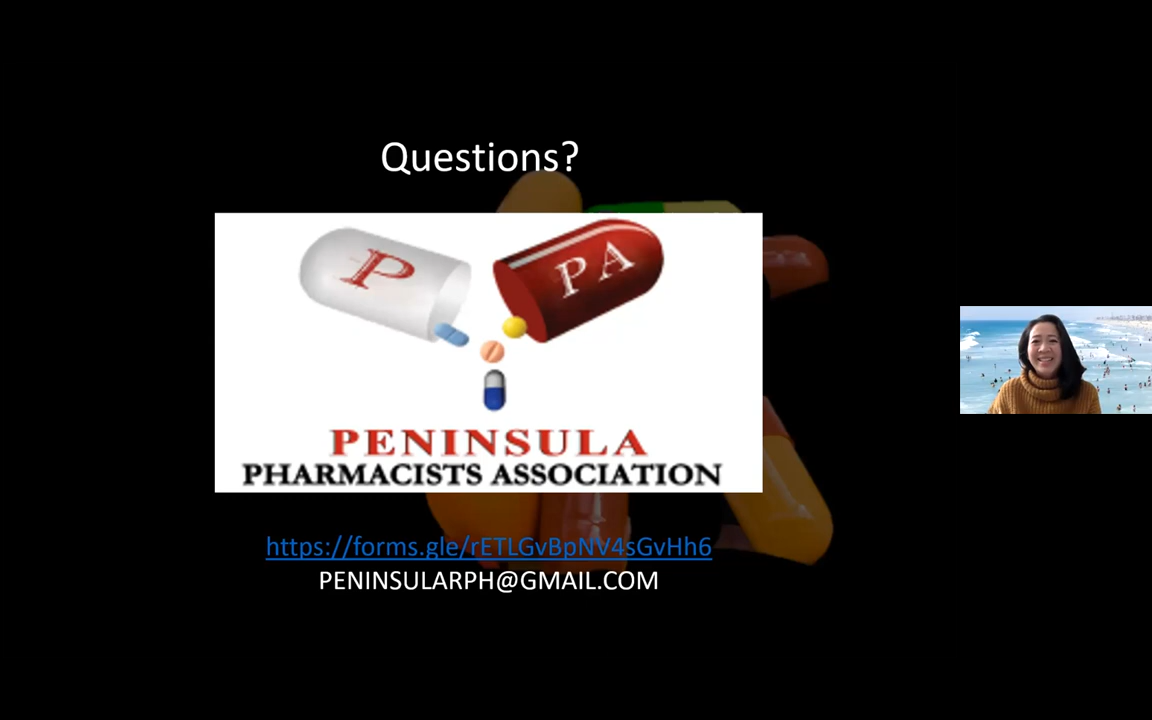 Questions?
P
PA
PENINSULA
PHARMACISTS ASSOCIATION
https://forms.gle/rETLGvBpNV4sGvHh6
PENINSULARPH@GMAIL.COM